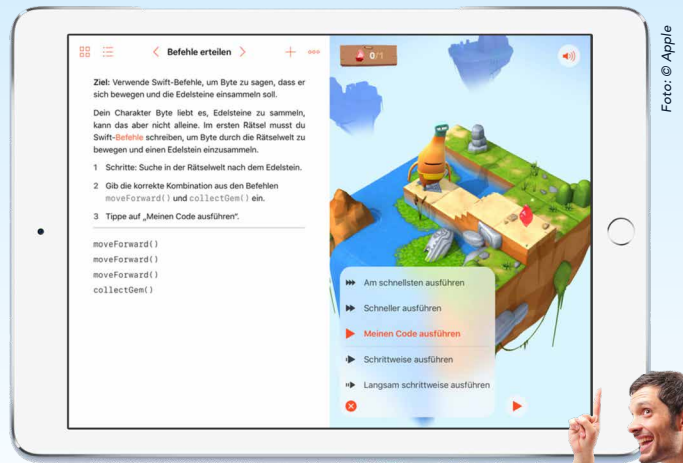 Befehle erteilen
0/1
Ziel: Verwende Swift-Befehle, um Byte zu sagen, dass er
sich bewegen und die Edelsteine einsammeln soll.
Dein Charakter Byte liebt es, Edelsteine zu sammeln,
kann das aber nicht alleine. Im ersten Rätsel musst du
Swift-Befehle schreiben, um Byte durch die Rätselwelt zu
bewegen und einen Edelstein einzusammeln.
1 Schritte: Suche in der Rätselwelt nach dem Edelstein.
2 Gib die korrekte Kombination aus den Befehlen
moveForward() und collectGem() ein.
3 Tippe auf „Meinen Code ausführen“.
moveForward()
moveForward()
moveForward()
collectGem()
Am schnellsten ausführen
Schneller ausführen
Meinen Code ausführen
Schrittweise ausführen
Langsam schrittweise ausführen
Foto: © Apple